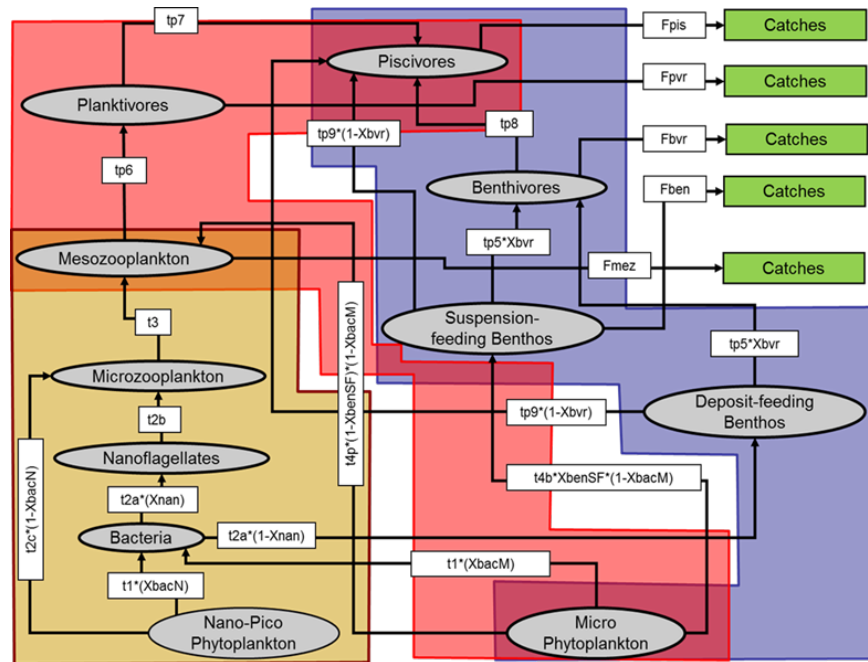 tp7
Fpis
Catches
Piscivores
Planktivores
Fpvr
Catches
tp9*(1-Xbvr)
tp8
Fbvr
Catches
tp6
Benthivores
Fben
Catches
tp5*Xbvr
Mesozooplankton
Fmez
Catches
t3
t4p*(1-XbenSF)*(1-XbacM)
Suspension-
feeding Benthos
tp5*Xbvr
Microzooplankton
tp9*(1-Xbvr)
Deposit-feeding
Benthos
t2b
Nanoflagellates
t2c*(1-XbacN)
t4b*XbenSF*(1-XbacM)
t2a*(Xnan)
Bacteria
t2a*(1-Xnan)
t1*(XbacM)
t1*(XbacN)
Nano-Pico
Phytoplankton
Micro
Phytoplankton